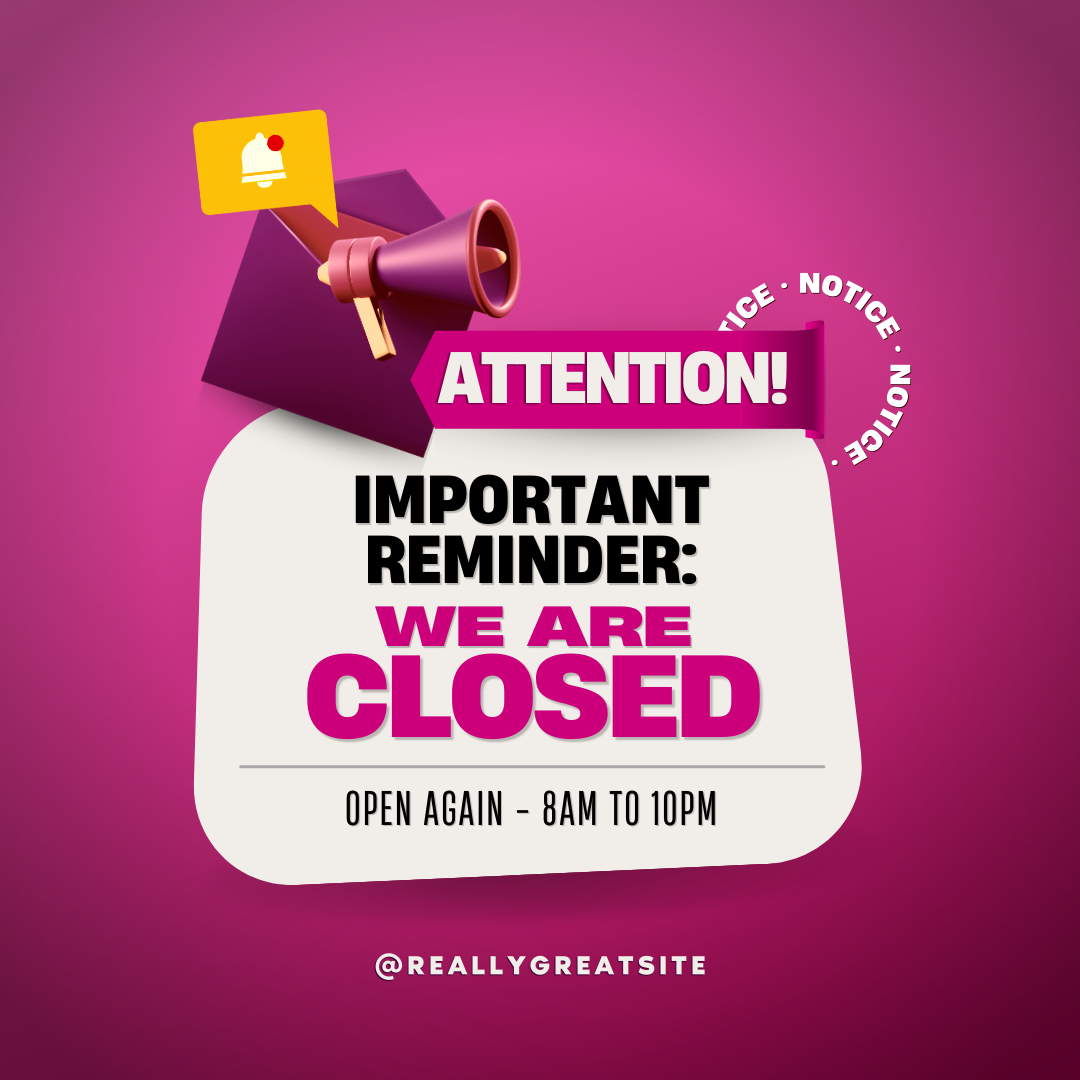 TICE · NOTICE · NOTICE ·
ATTENTION!
IMPORTANT
REMINDER:
WE ARE
CLOSED
OPEN AGAIN - 8AM TO 10PM
@REALLYGREATSITE